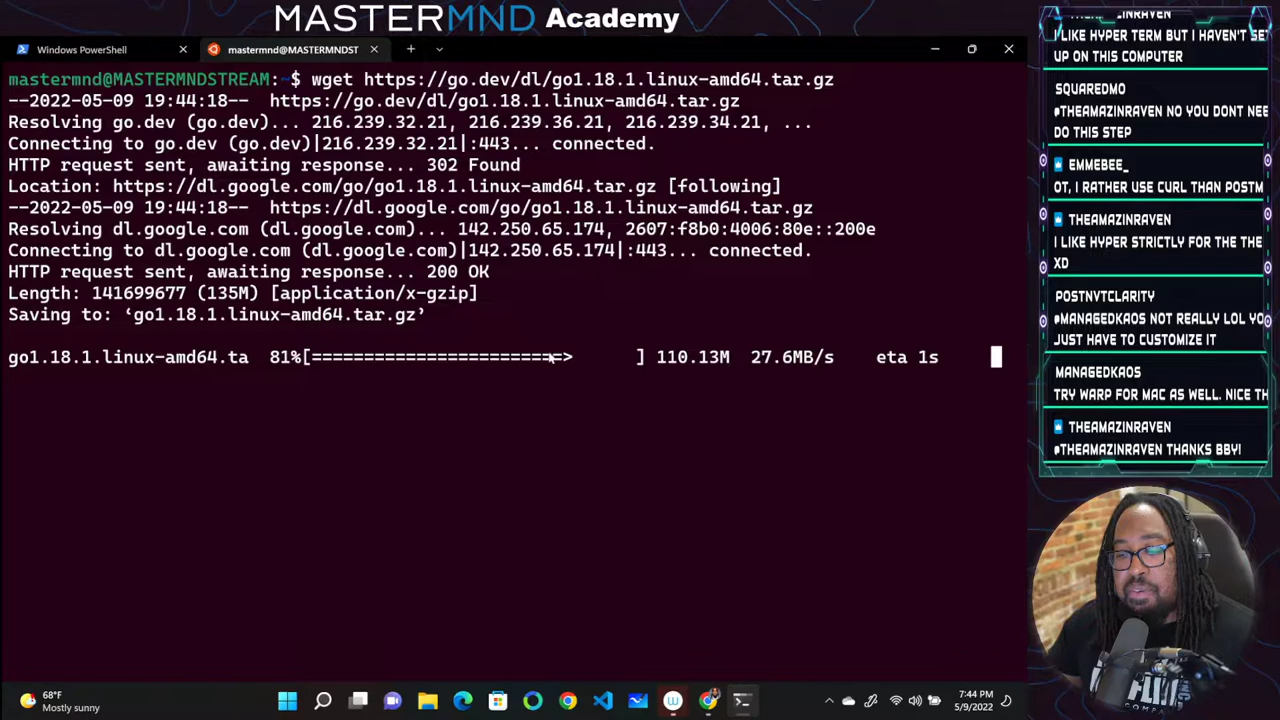 MASTERMND Academy
Windows PowerShell
mastermnd@MASTERMNDST
mastermnd@MASTERMNDSTREAM:~$ wget https://go.dev/dl/go1.18.1.linux-amd64.tar.gz
--2022-05-09 19:44:18-- https://go.dev/dl/go1.18.1.linux-amd64.tar.gz
Resolving go.dev (go.dev)... 216.239.32.21, 216.239.36.21, 216.239.34.21, ...
Connecting to go.dev (go.dev)|216.239.32.21|:443... connected.
HTTP request sent, awaiting response... 302 Found
Location: https://dl.google.com/go/go1.18.1.linux-amd64.tar.gz [following]
--2022-05-09 19:44:18-- https://dl.google.com/go/go1.18.1.linux-amd64.tar.gz
Resolving dl.google.com (dl.google.com)... 142.250.65.174, 2607:f8b0:4006:80e::200e
Connecting to dl.google.com (dl.google.com)|142.250.65.174|:443... connected.
HTTP request sent, awaiting response... 200 OK
Length: 141699677 (135M) [application/x-gzip]
Saving to: ‘go1.18.1.linux-amd64.tar.gz’
go1.18.1.linux-amd64.ta 81%[========================> ] 110.13M 27.6MB/s eta 1s
I LIKE HYPER TERM BUT I HAVEN'T SET
UP ON THIS COMPUTER
SQUAREDMO
@THEAMAZINRAVEN NO YOU DONT NEE
DO THIS STEP
EMMEBEE_
OT, I RATHER USE CURL THAN POSTM
THEAMAZINRAVEN
I LIKE HYPER STRICTLY FOR THE THE
XD
POSTNVTCLARITY
@MANAGEDKAOS NOT REALLY LOL YO
JUST HAVE TO CUSTOMIZE IT
MANAGEDKAOS
TRY WARP FOR MAC AS WELL. NICE TH
THEAMAZINRAVEN
@THEAMAZINRAVEN THANKS BBY!
68°F
Mostly sunny
7:44 PM
5/9/2022